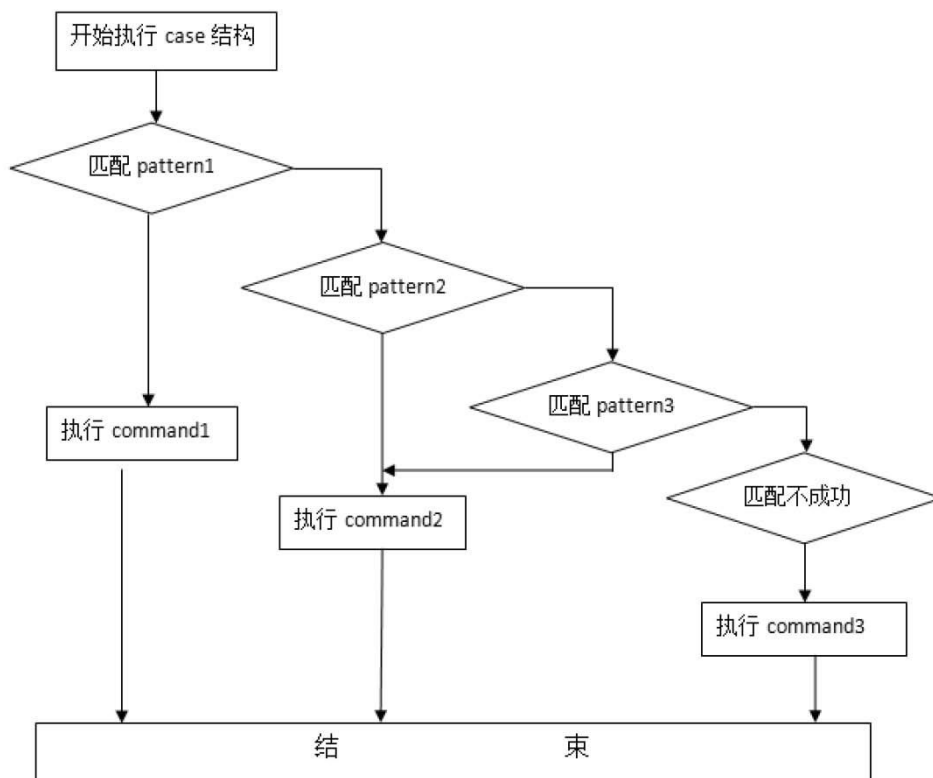 开始执行 case 结构
匹配 pattern1
匹配 pattern2
匹配 pattern3
执行 command1
匹配不成功
执行 command2
执行 command3
结 束